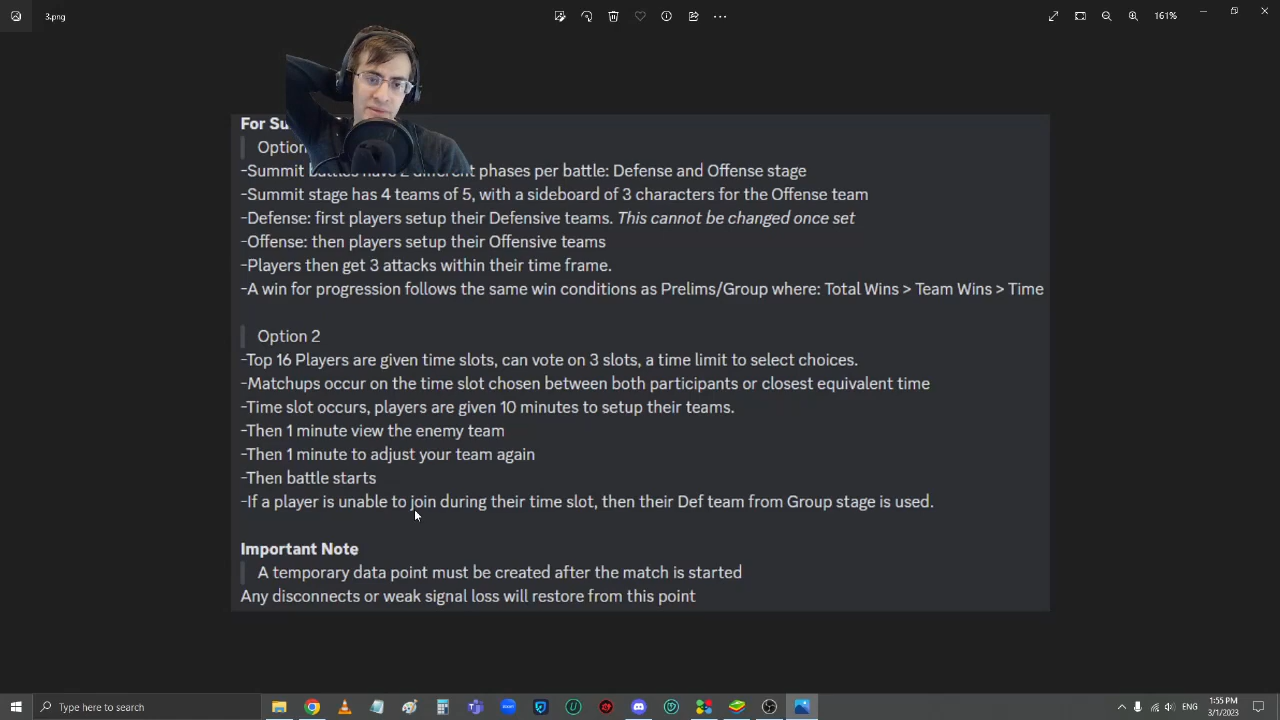 3.png
161%
For Su
Option
-Summit battles have 2 different phases per battle: Defense and Offense stage
-Summit stage has 4 teams of 5, with a sideboard of 3 characters for the Offense team
-Defense: first players setup their Defensive teams. This cannot be changed once set
-Offense: then players setup their Offensive teams
-Players then get 3 attacks within their time frame.
-A win for progression follows the same win conditions as Prelims/Group where: Total Wins > Team Wins > Time
Option 2
-Top 16 Players are given time slots, can vote on 3 slots, a time limit to select choices.
-Matchups occur on the time slot chosen between both participants or closest equivalent time
-Time slot occurs, players are given 10 minutes to setup their teams.
-Then 1 minute view the enemy team
-Then 1 minute to adjust your team again
-Then battle starts
-If a player is unable to join during their time slot, then their Def team from Group stage is used.
Important Note
A temporary data point must be created after the match is started
Any disconnects or weak signal loss will restore from this point
Type here to search
ENG
1:55 PM
3/1/2023